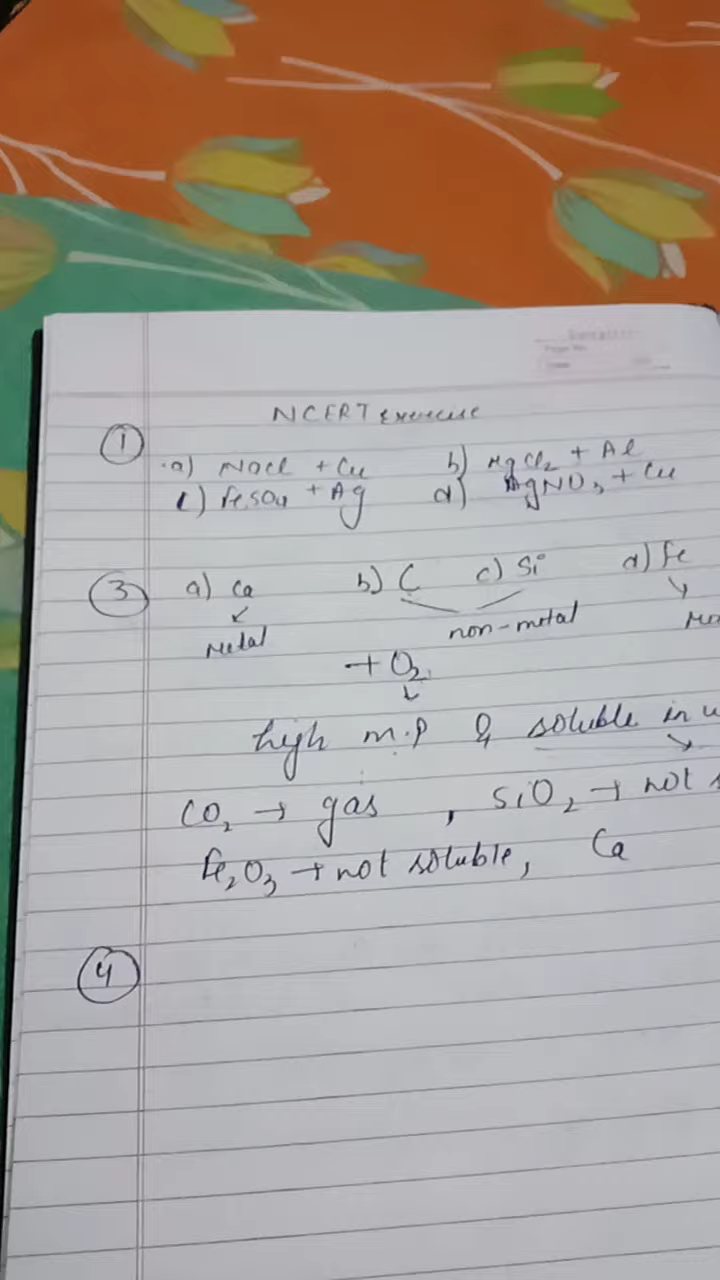 NCERT Exercise
① a) NaCl + Cu b) MgCl₂ + Al
c) FeSO₄ + Ag d) AgNO₃ + Cu
③ a) Ca b) C c) Si d) Fe
Metal non-metal
+ O₂
high m.p & soluble in
CO₂ → gas , SiO₂ → not
Fe₂O₃ → not soluble, Ca
④